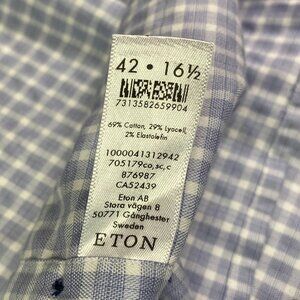 42 • 16½
7313582659904
69% Cotton, 29% Lyocell,
2% Elastolefin
1000041312942
705179co,sc,c
876987
CA52439
Eton AB
Stora vägen 8
50771 Gånghester
Sweden
ETON